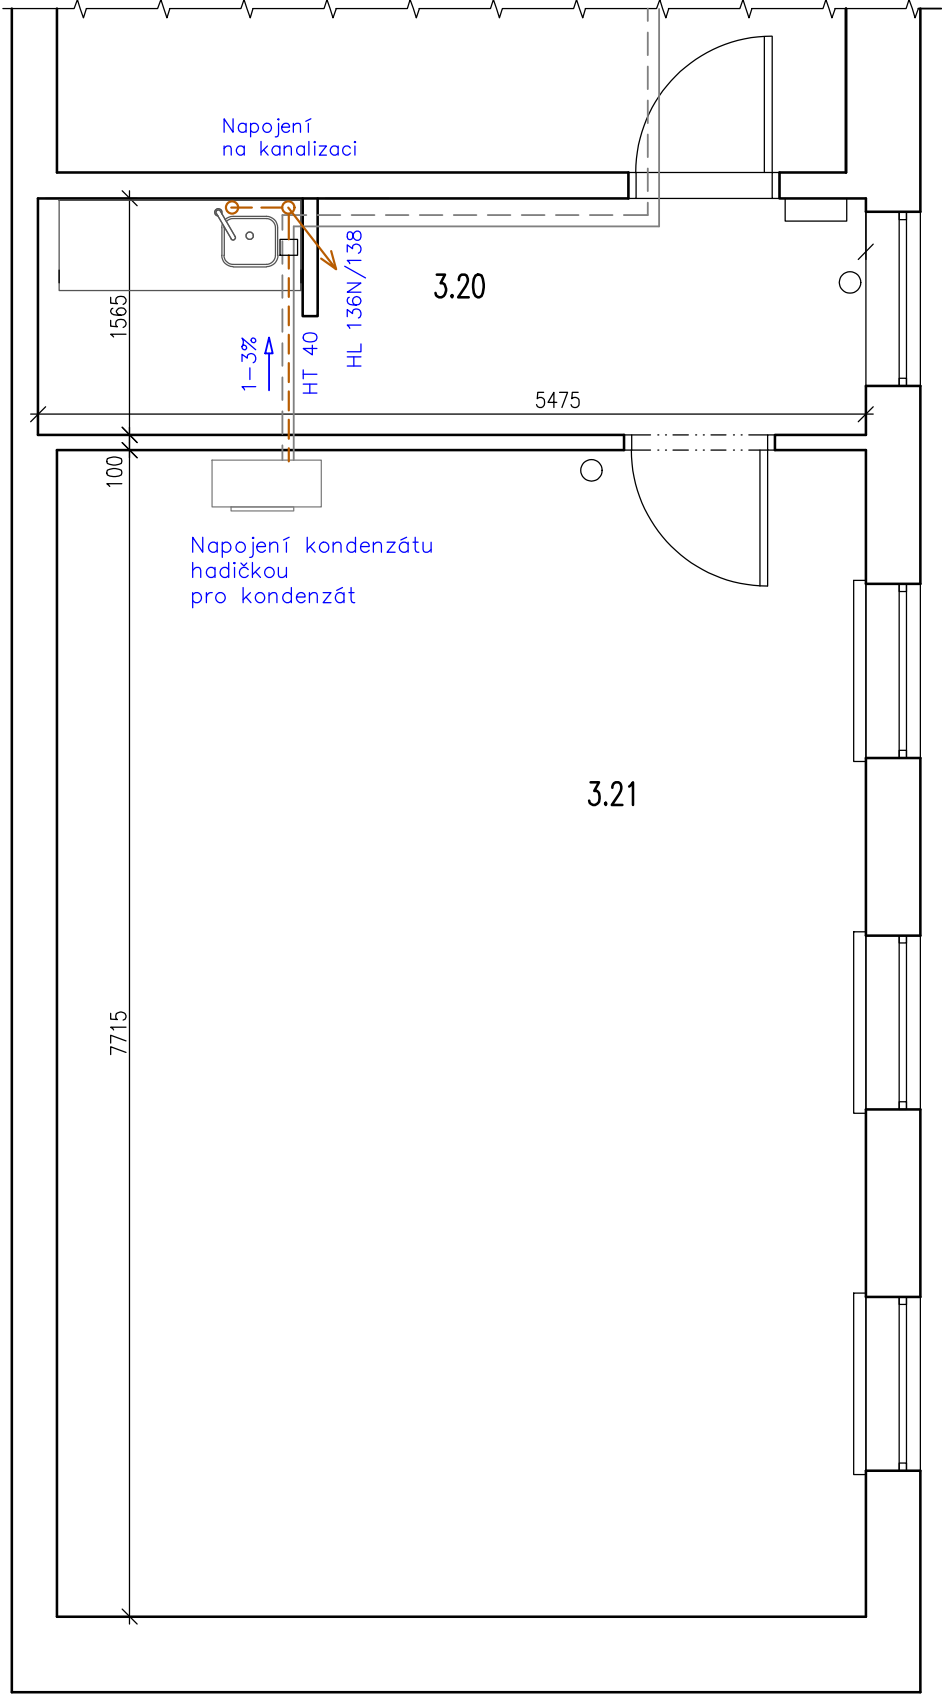 Napojení
na kanalizaci
3.20
HL 136N/138
1565
1-3%
HT 40
5475
100
Napojení kondenzátu
hadičkou
pro kondenzát
3.21
7715